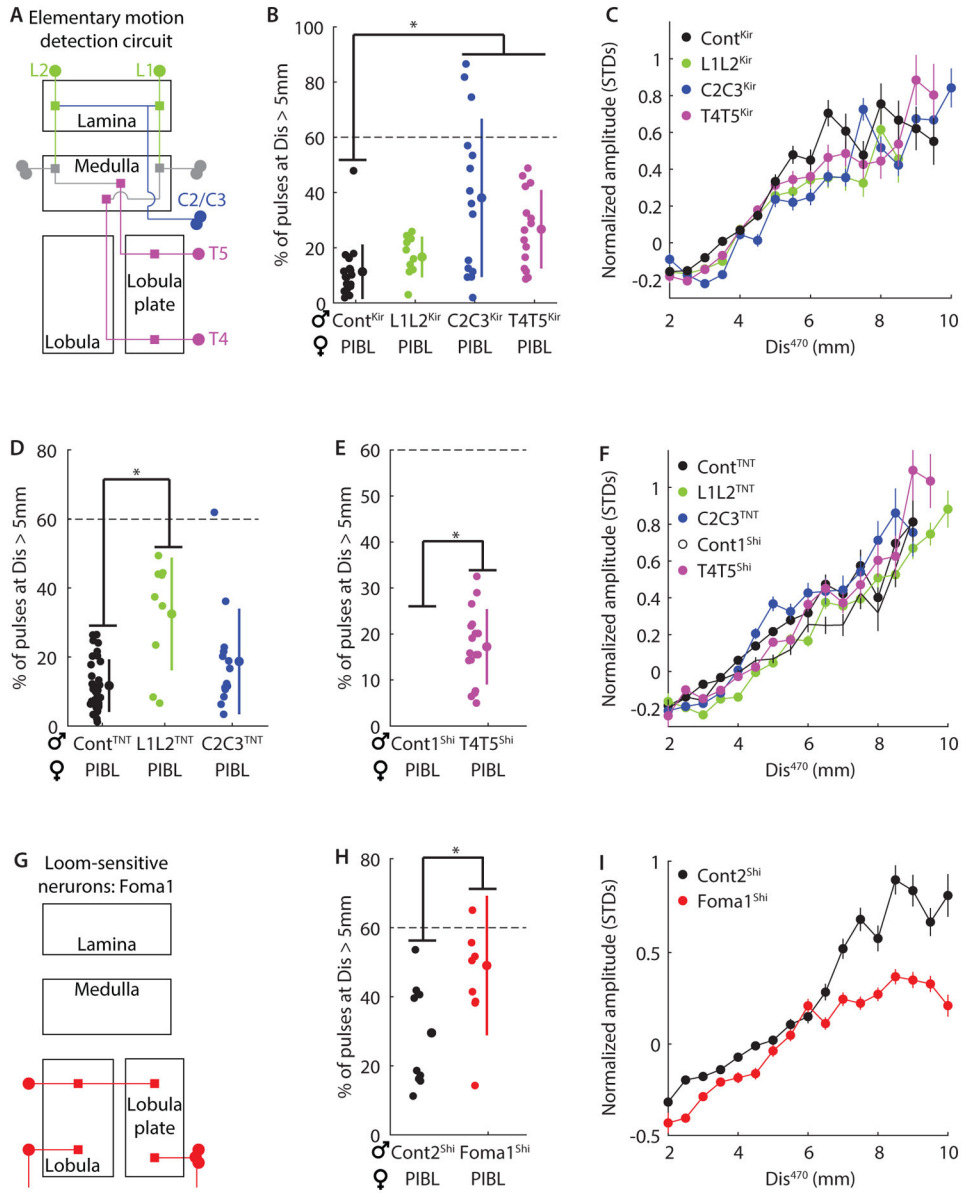 A
Elementary motion
detection circuit
L2
L1
Lamina
Medulla
C2/C3
T5
Lobula
plate
Lobula
T4
B
% of pulses at Dis > 5mm
100
80
60
40
20
0
*
♂ Cont^Kir L1L2^Kir C2C3^Kir T4T5^Kir
♀ PIBL PIBL PIBL PIBL
C
Normalized amplitude (STDs)
1
0.8
0.6
0.4
0.2
0
-0.2
Cont^Kir
L1L2^Kir
C2C3^Kir
T4T5^Kir
2 4 6 8 10
Dis^470 (mm)
D
% of pulses at Dis > 5mm
80
60
40
20
0
*
♂ Cont^TNT L1L2^TNT C2C3^TNT
♀ PIBL PIBL PIBL
E
% of pulses at Dis > 5mm
60
50
40
30
20
10
0
*
♂ Cont1^Shi T4T5^Shi
♀ PIBL PIBL
F
Normalized amplitude (STDs)
1
0.8
0.6
0.4
0.2
0
-0.2
Cont^TNT
L1L2^TNT
C2C3^TNT
Cont1^Shi
T4T5^Shi
2 4 6 8 10
Dis^470 (mm)
G
Loom-sensitive
nerurons: Foma1
Lamina
Medulla
Lobula
plate
Lobula
H
% of pulses at Dis > 5mm
80
60
40
20
0
*
♂ Cont2^Shi Foma1^Shi
♀ PIBL PIBL
I
Normalized amplitude (STDs)
1
0.5
0
-0.5
Cont2^Shi
Foma1^Shi
2 4 6 8 10
Dis^470 (mm)